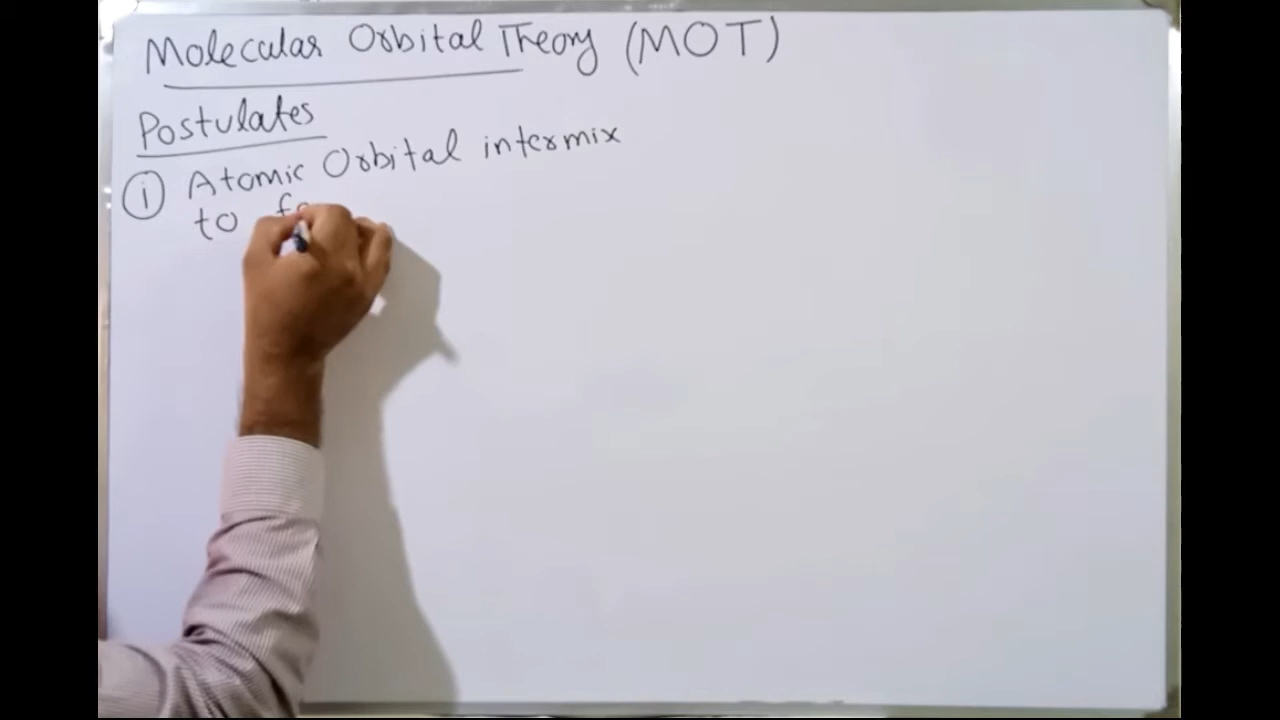 Molecular Orbital Theory (MOT)
Postulates
(i) Atomic Orbital intermix
to